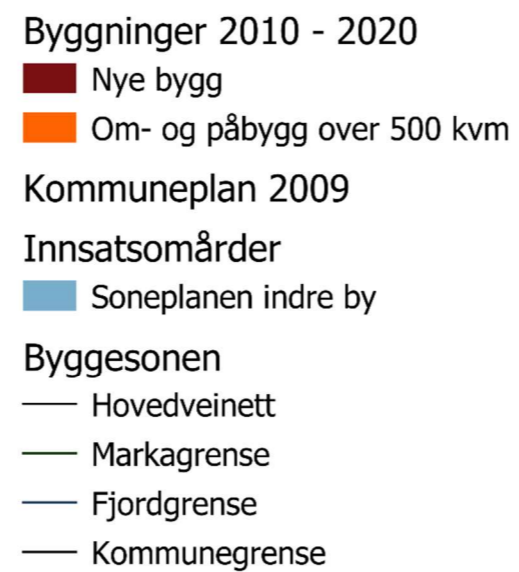 Byggninger 2010 - 2020
Nye bygg
Om- og påbygg over 500 kvm
Kommuneplan 2009
Innsatsomårder
Soneplanen indre by
Byggesonen
Hovedveinett
Markagrense
Fjordgrense
Kommunegrense